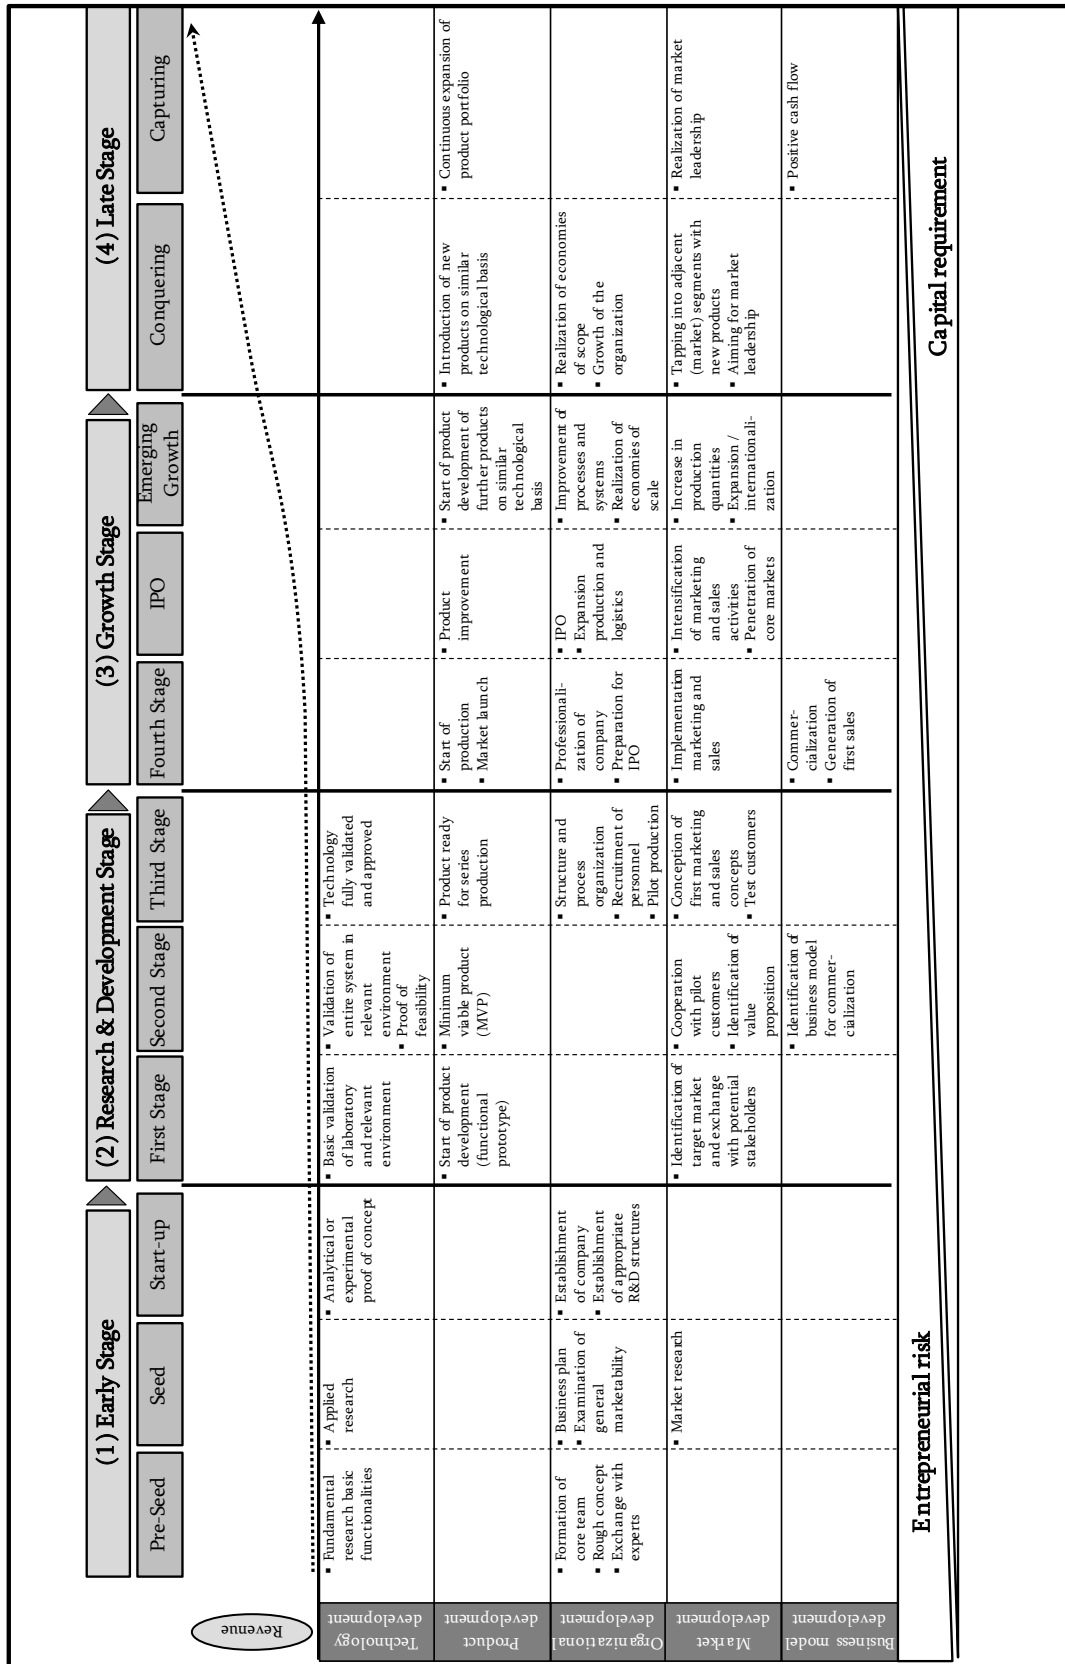 (1) Early Stage
(2) Research & Development Stage
(3) Growth Stage
(4) Late Stage
Pre-Seed
Seed
Start-up
First Stage
Second Stage
Third Stage
Fourth Stage
IPO
Emerging
Growth
Conquering
Capturing
Revenue
Technology
development
▪ Fundamental
research basic
functionalities
▪ Applied
research
▪ Analytical or
experimental
proof of concept
▪ Basic validation
of laboratory
and relevant
environment
▪ Validation of
entire system in
relevant
environment
▪ Proof of
feasibility
▪ Technology
fully validated
and approved
Product
development
▪ Start of product
development
(functional
prototype)
▪ Minimum
viable product
(MVP)
▪ Product ready
for series
production
▪ Start of
production
▪ Market launch
▪ Product
improvement
▪ Start of product
development of
further products
on similar
technological
basis
▪ Introduction of new
products on similar
technological basis
▪ Continuous expansion of
product portfolio
Organizational
development
▪ Formation of
core team
▪ Rough concept
▪ Exchange with
experts
▪ Business plan
▪ Examination of
general
marketability
▪ Establishment
of company
▪ Establishment
of appropriate
R&D structures
▪ Structure and
process
organization
▪ Recruitment of
personnel
▪ Pilot production
▪ Professionali-
zation of
company
▪ Preparation for
IPO
▪ IPO
▪ Expansion
production and
logistics
▪ Improvement of
processes and
systems
▪ Realization of
economies of
scale
▪ Realization of economies
of scope
▪ Growth of the
organization
Market
development
▪ Market research
▪ Identification of
target market
and exchange
with potential
stakeholders
▪ Cooperation
with pilot
customers
▪ Identification of
value
proposition
▪ Conception of
first marketing
and sales
concepts
▪ Test customers
▪ Implementation
marketing and
sales
▪ Intensification
of marketing
and sales
activities
▪ Penetration of
core markets
▪ Increase in
production
quantities
▪ Expansion /
internationali-
zation
▪ Tapping into adjacent
(market) segments with
new products
▪ Aiming for market
leadership
▪ Realization of market
leadership
Business model
development
▪ Identification of
business model
for commer-
cialization
▪ Commer-
cialization
▪ Generation of
first sales
▪ Positive cash flow
Entrepreneurial risk
Capital requirement